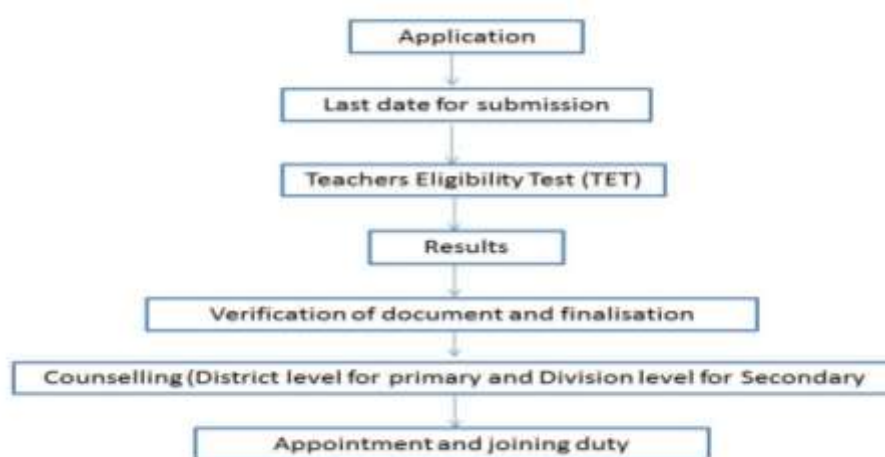 Application
Last date for submission
Teachers Eligibility Test (TET)
Results
Verification of document and finalisation
Counselling (District level for primary and Division level for Secondary
Appointment and joining duty